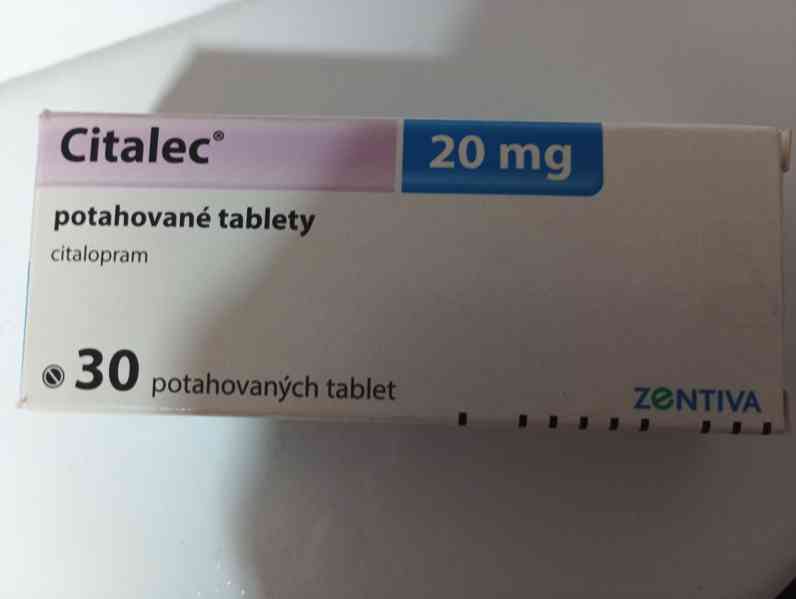 Citalec® 20 mg
potahované tablety
citalopram
30 potahovaných tablet
ZENTIVA